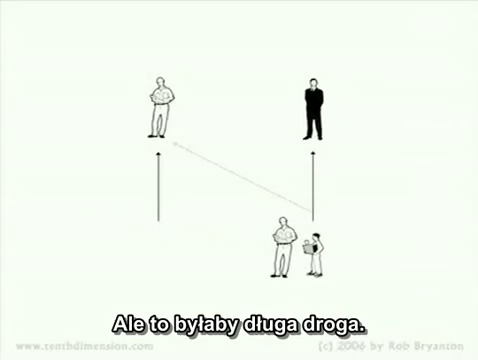 Ale to byłaby długa droga.
www.tenthdimension.com (c) 2006 by Rob Bryanton